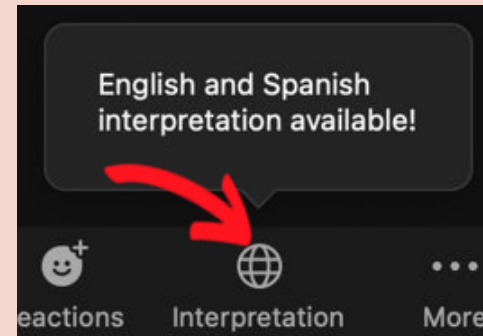 English and Spanish
interpretation available!
eactions Interpretation More